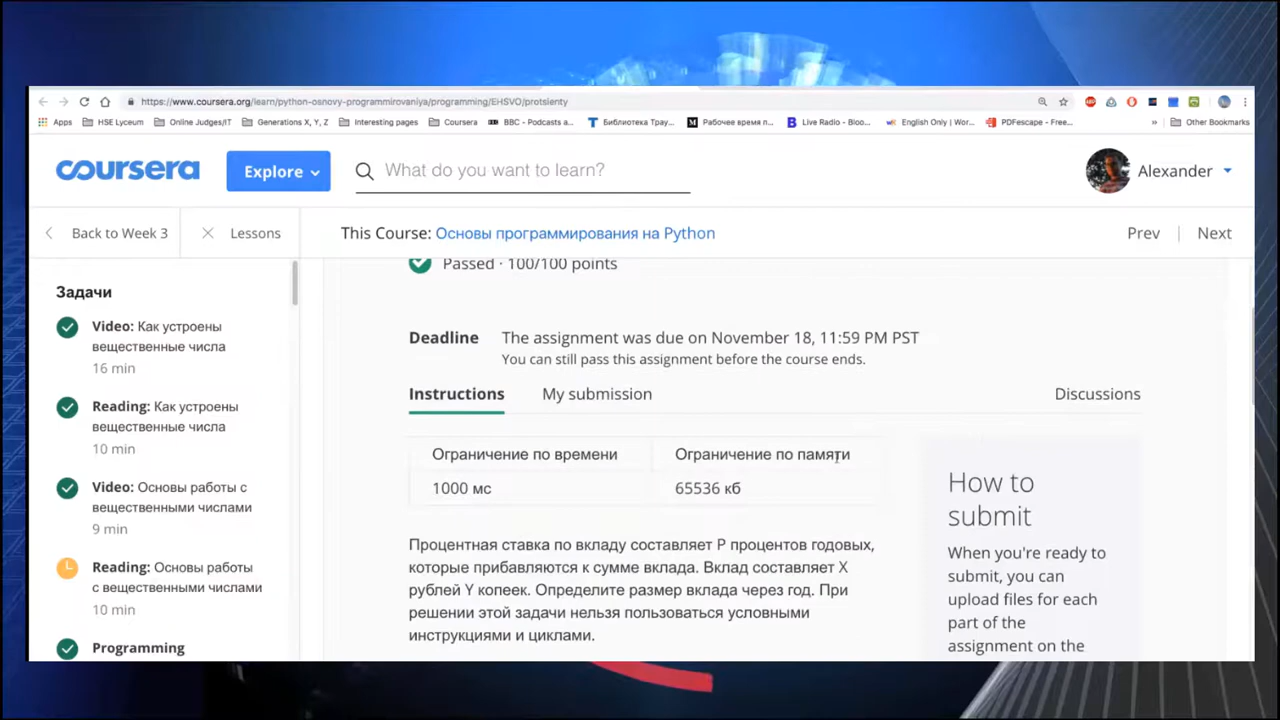 https://www.coursera.org/learn/python-osnovy-programmirovaniya/programming/EHSVO/protsienty
Apps HSE Lyceum Online Judges/IT Generations X, Y, Z Interesting pages Coursera BBC - Podcasts a... Библиотека Трау... Рабочее время п... Live Radio - Bloo... English Only | Wor... PDFescape - Free... » Other Bookmarks
coursera Explore What do you want to learn? Alexander
Back to Week 3 Lessons This Course: Основы программирования на Python Prev | Next
Задачи
Video: Как устроены
вещественные числа
16 min
Reading: Как устроены
вещественные числа
10 min
Video: Основы работы с
вещественными числами
9 min
Reading: Основы работы
с вещественными числами
10 min
Programming
Passed · 100/100 points
Deadline The assignment was due on November 18, 11:59 PM PST
You can still pass this assignment before the course ends.
Instructions My submission Discussions
Ограничение по времени Ограничение по памяти
1000 мс 65536 кб
Процентная ставка по вкладу составляет P процентов годовых,
которые прибавляются к сумме вклада. Вклад составляет X
рублей Y копеек. Определите размер вклада через год. При
решении этой задачи нельзя пользоваться условными
инструкциями и циклами.
How to
submit
When you're ready to
submit, you can
upload files for each
part of the
assignment on the